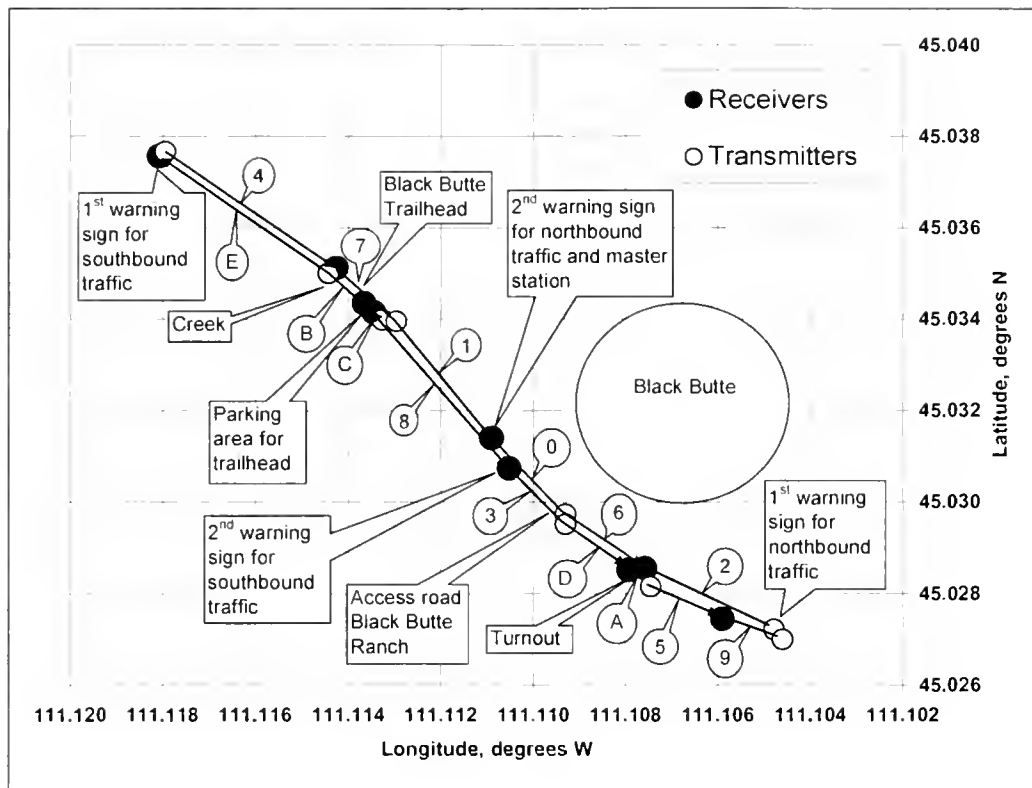 45.040
Receivers
Transmitters
45.038
4
Black Butte
Trailhead
2nd warning sign
for northbound
traffic and master
station
1st warning
sign for
southbound
traffic
E
7
45.036
Creek
B
C
1
8
45.034
Black Butte
Parking
area for
trailhead
45.032
0
3
6
45.030
2nd warning
sign for
southbound
traffic
1st warning
sign for
northbound
traffic
D
2
Access road
Black Butte
Ranch
Turnout
A
5
9
45.028
45.026
Latitude, degrees N
111.120
111.118
111.116
111.114
111.112
111.110
111.108
111.106
111.104
111.102
Longitude, degrees W